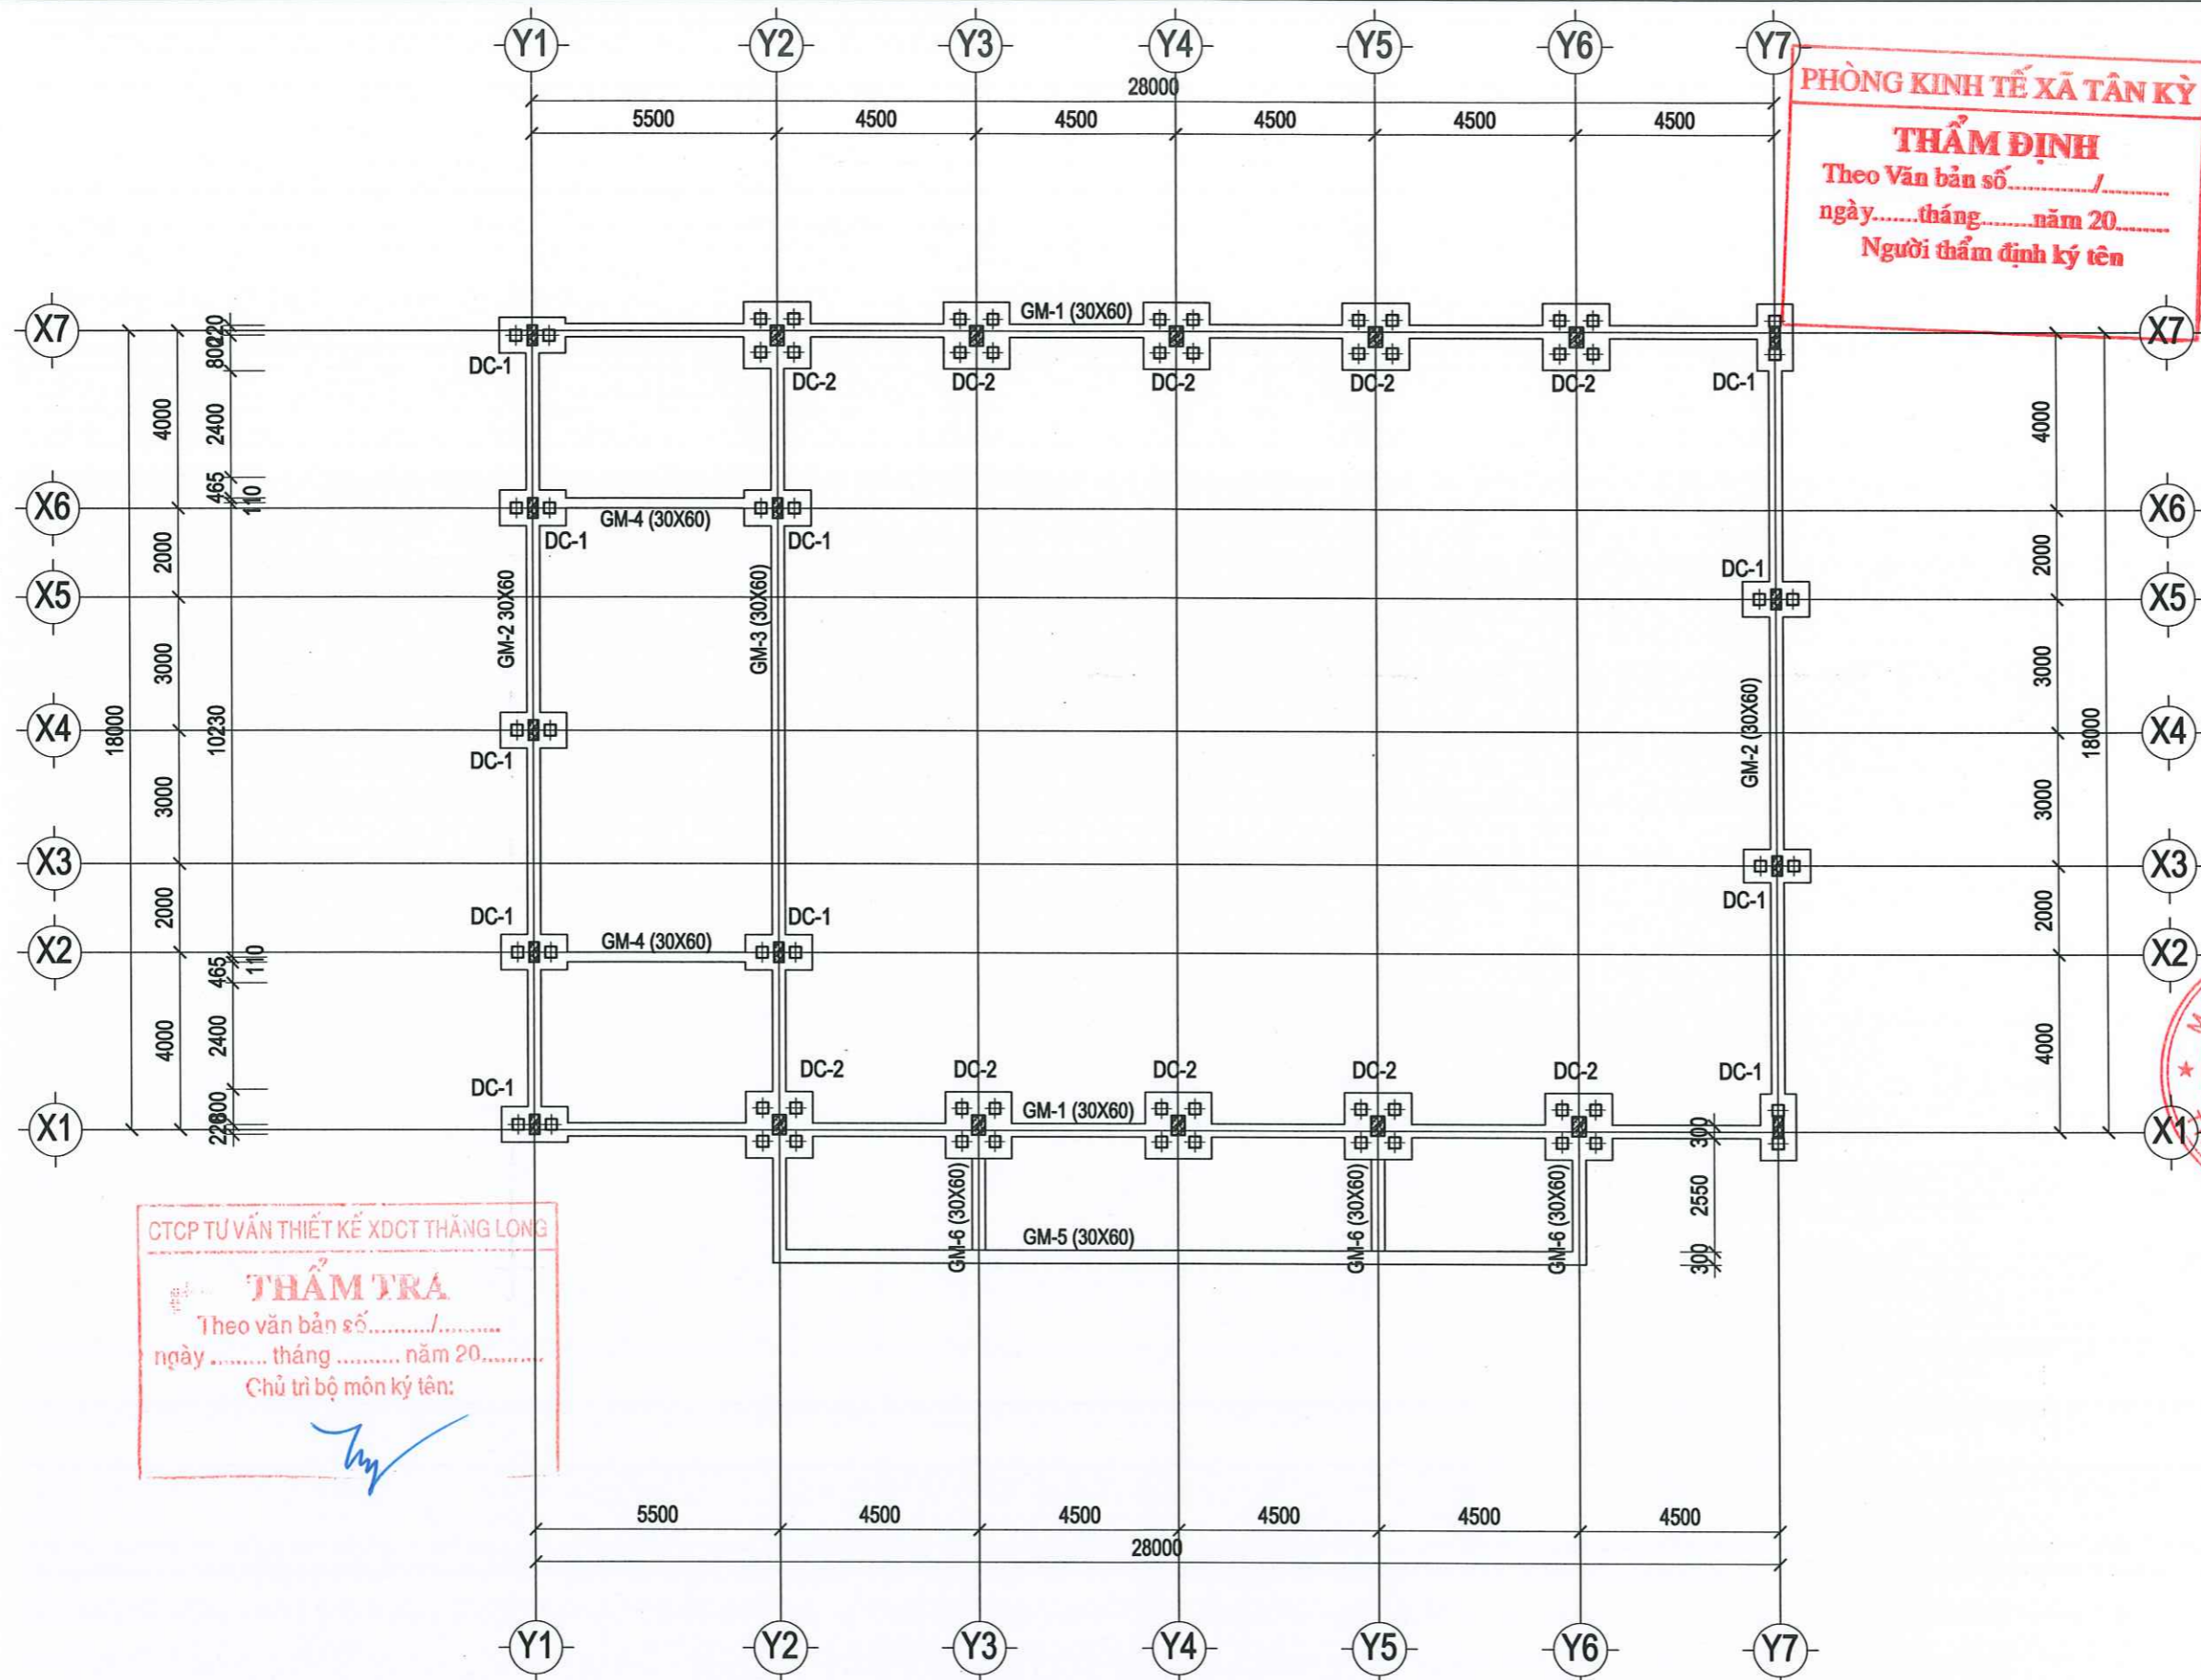 Y1 Y2 Y3 Y4 Y5 Y6 Y7
28000
5500 4500 4500 4500 4500 4500
PHÒNG KINH TẾ XÃ TÂN KỲ
THẨM ĐỊNH
Theo Văn bản số............/...........
ngày.......tháng........năm 20........
Người thẩm định ký tên
X7 X7
220
800
GM-1 (30X60)
DC-1 DC-2 DC-2 DC-2 DC-2 DC-2 DC-1
4000 2400 4000
465 110
X6 X6
GM-4 (30X60)
DC-1 DC-1
2000 2000
DC-1
X5 X5
GM-2 30X60
GM-3 (30X60)
3000 3000
GM-2 (30X60)
18000 10230 18000
X4 X4
DC-1
3000 3000
X3 X3
DC-1
2000 2000
DC-1 DC-1
GM-4 (30X60)
X2 X2
465 110
4000 2400 4000
DC-2 DC-2 DC-2 DC-2 DC-2
DC-1 DC-1
GM-1 (30X60)
800
220
300
X1 X1
GM-6 (30X60) GM-6 (30X60) GM-6 (30X60)
2550
GM-5 (30X60)
300
CTCP TƯ VẤN THIẾT KẾ XDCT THĂNG LONG
THẨM TRA
Theo văn bản số........../..........
ngày ......... tháng .......... năm 20..........
Chủ trì bộ môn ký tên:
5500 4500 4500 4500 4500 4500
28000
Y1 Y2 Y3 Y4 Y5 Y6 Y7